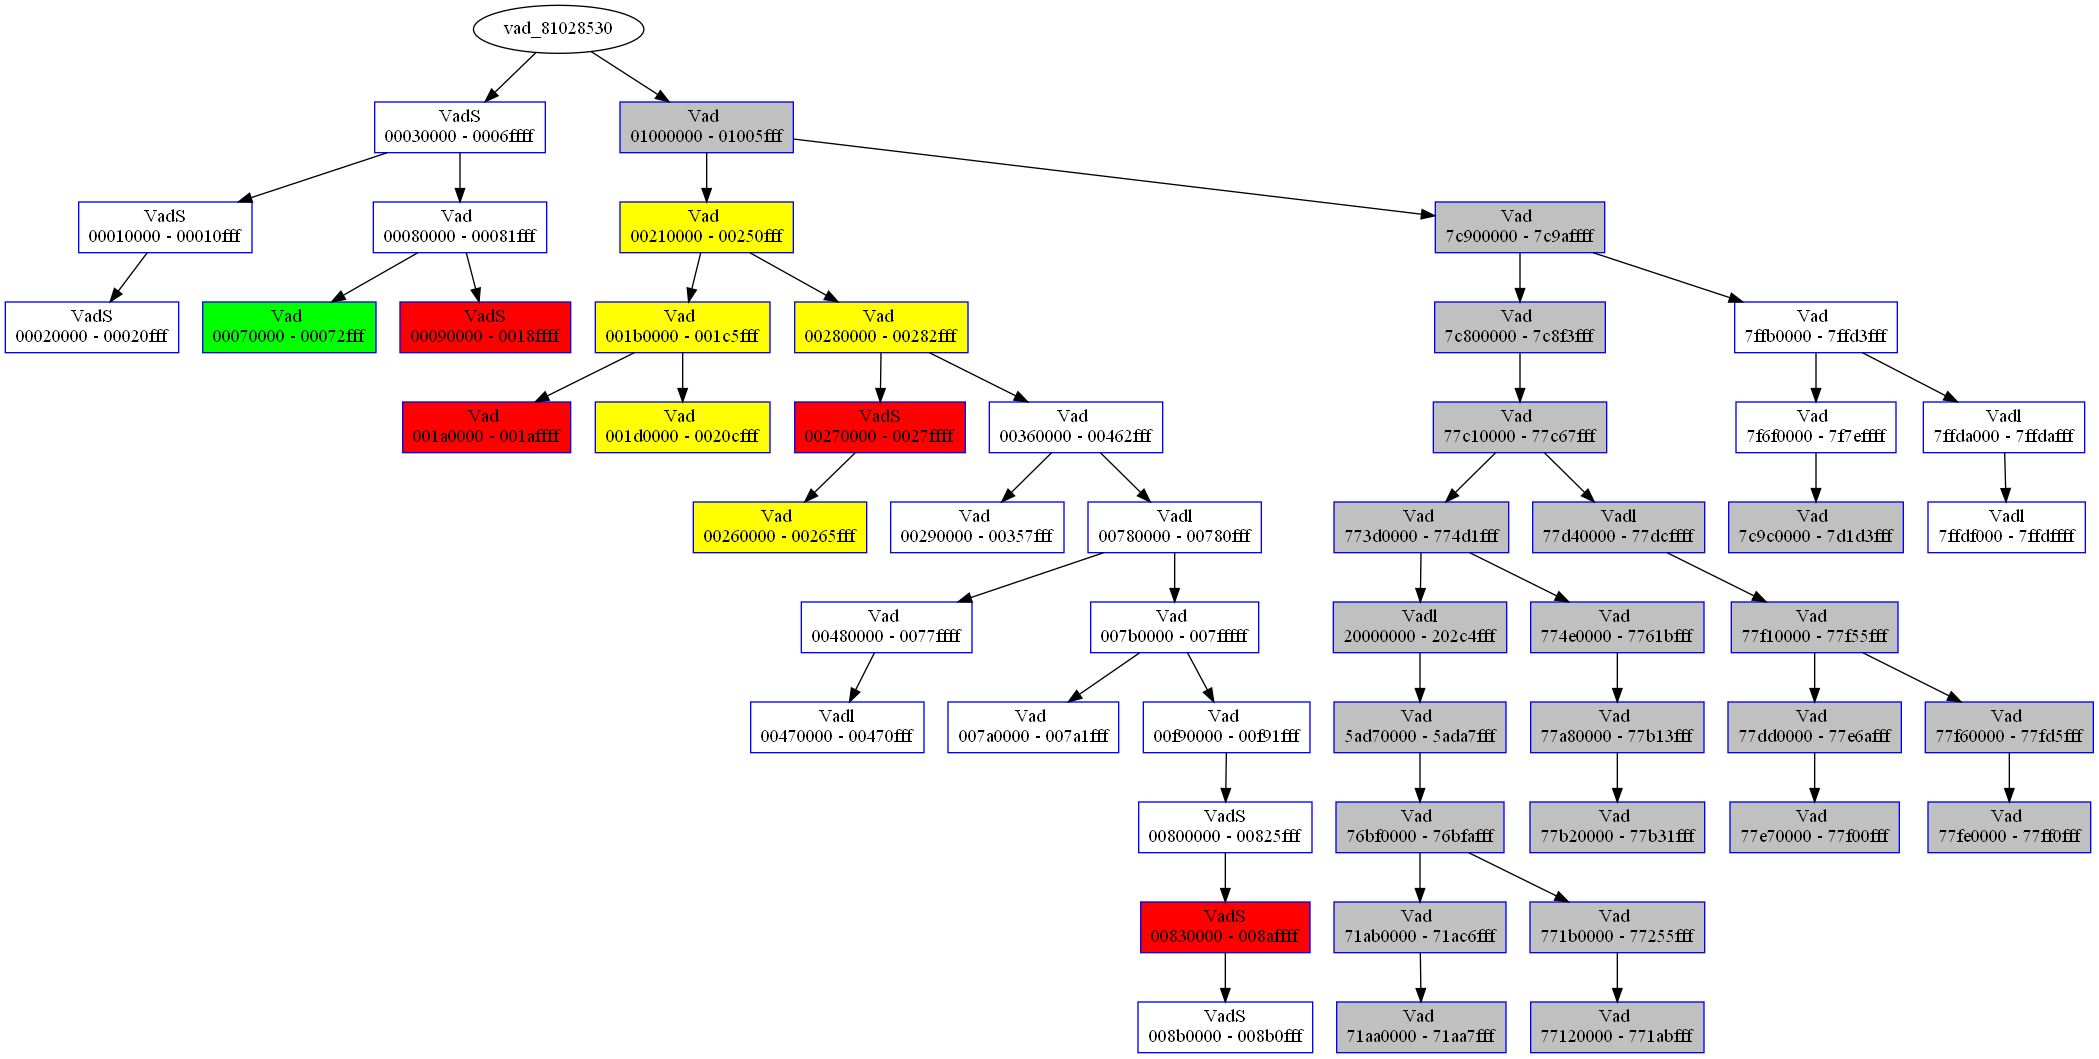 vad_81028530
VadS
00030000 - 0006ffff
Vad
01000000 - 01005fff
VadS
00010000 - 00010fff
Vad
00080000 - 00081fff
Vad
00210000 - 00250fff
Vad
7c900000 - 7c9affff
VadS
00020000 - 00020fff
Vad
00070000 - 00072fff
VadS
00090000 - 0018ffff
Vad
001b0000 - 001c5fff
Vad
00280000 - 00282fff
Vad
7c800000 - 7c8f3fff
Vad
7ffb0000 - 7ffd3fff
Vad
001a0000 - 001affff
Vad
001d0000 - 0020cfff
VadS
00270000 - 0027ffff
Vad
00360000 - 00462fff
Vad
77c10000 - 77c67fff
Vad
7f6f0000 - 7f7effff
Vadl
7ffda000 - 7ffdafff
Vad
00260000 - 00265fff
Vad
00290000 - 00357fff
Vadl
00780000 - 00780fff
Vad
773d0000 - 774d1fff
Vadl
77d40000 - 77dcffff
Vad
7c9c0000 - 7d1d3fff
Vadl
7ffdf000 - 7ffdffff
Vad
00480000 - 0077ffff
Vad
007b0000 - 007fffff
Vadl
20000000 - 202c4fff
Vad
774e0000 - 7761bfff
Vad
77f10000 - 77f55fff
Vadl
00470000 - 00470fff
Vad
007a0000 - 007a1fff
Vad
00f90000 - 00f91fff
Vad
5ad70000 - 5ada7fff
Vad
77a80000 - 77b13fff
Vad
77dd0000 - 77e6afff
Vad
77f60000 - 77fd5fff
VadS
00800000 - 00825fff
Vad
76bf0000 - 76bfafff
Vad
77b20000 - 77b31fff
Vad
77e70000 - 77f00fff
Vad
77fe0000 - 77ff0fff
VadS
00830000 - 008affff
Vad
71ab0000 - 71ac6fff
Vad
771b0000 - 77255fff
VadS
008b0000 - 008b0fff
Vad
71aa0000 - 71aa7fff
Vad
77120000 - 771abfff